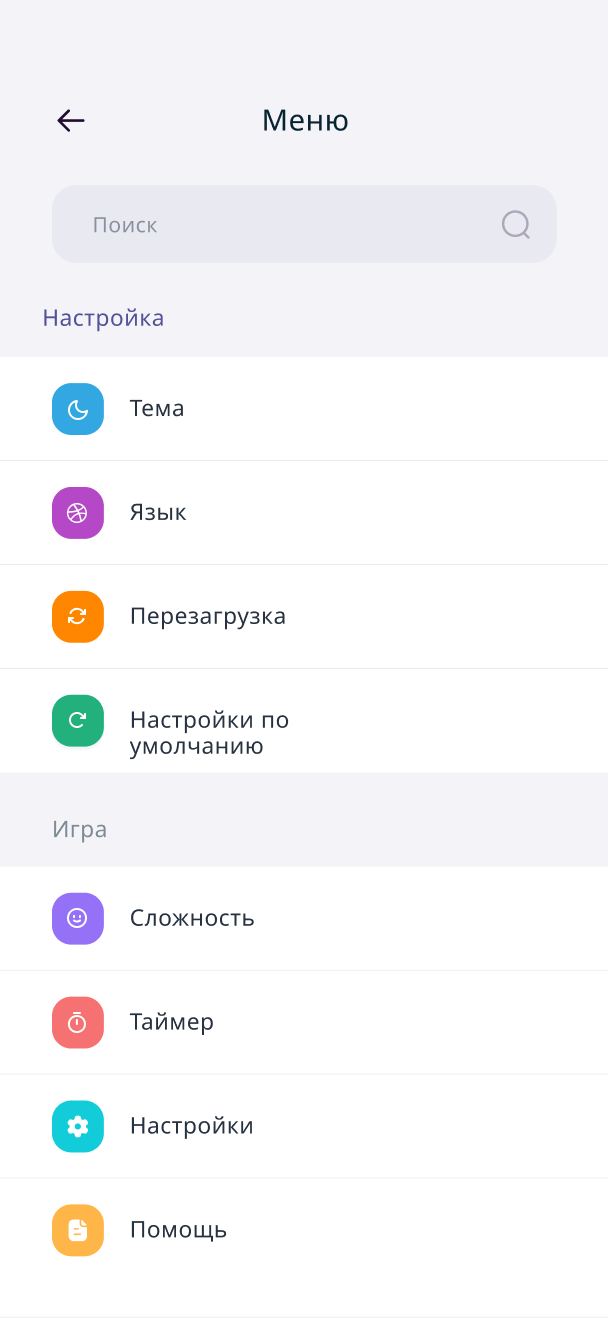 Меню
Поиск
Настройка
Тема
Язык
Перезагрузка
Настройки по
умолчанию
Игра
Сложность
Таймер
Настройки
Помощь